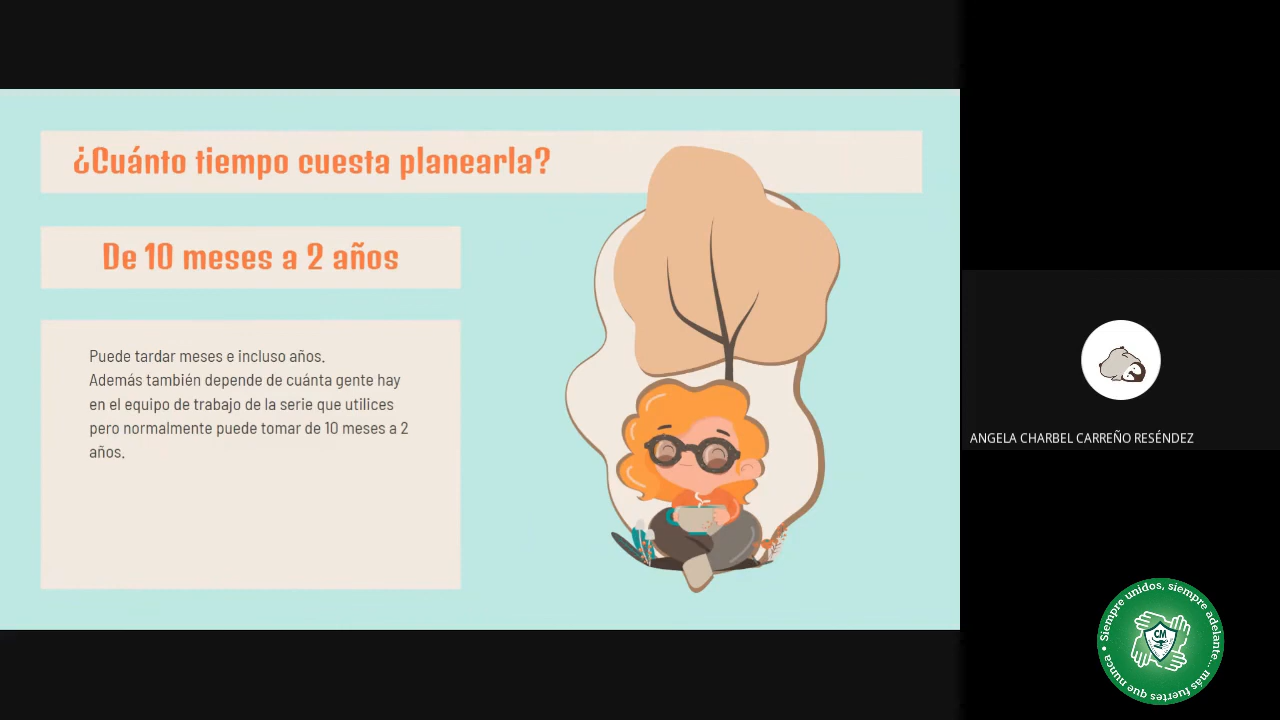 ¿Cuánto tiempo cuesta planearla?
De 10 meses a 2 años
Puede tardar meses e incluso años.
Además también depende de cuánta gente hay
en el equipo de trabajo de la serie que utilices
pero normalmente puede tomar de 10 meses a 2
años.
ANGELA CHARBEL CARREÑO RESÉNDEZ
Siempre unidos, siempre adelante... más fuertes que nunca •
CM